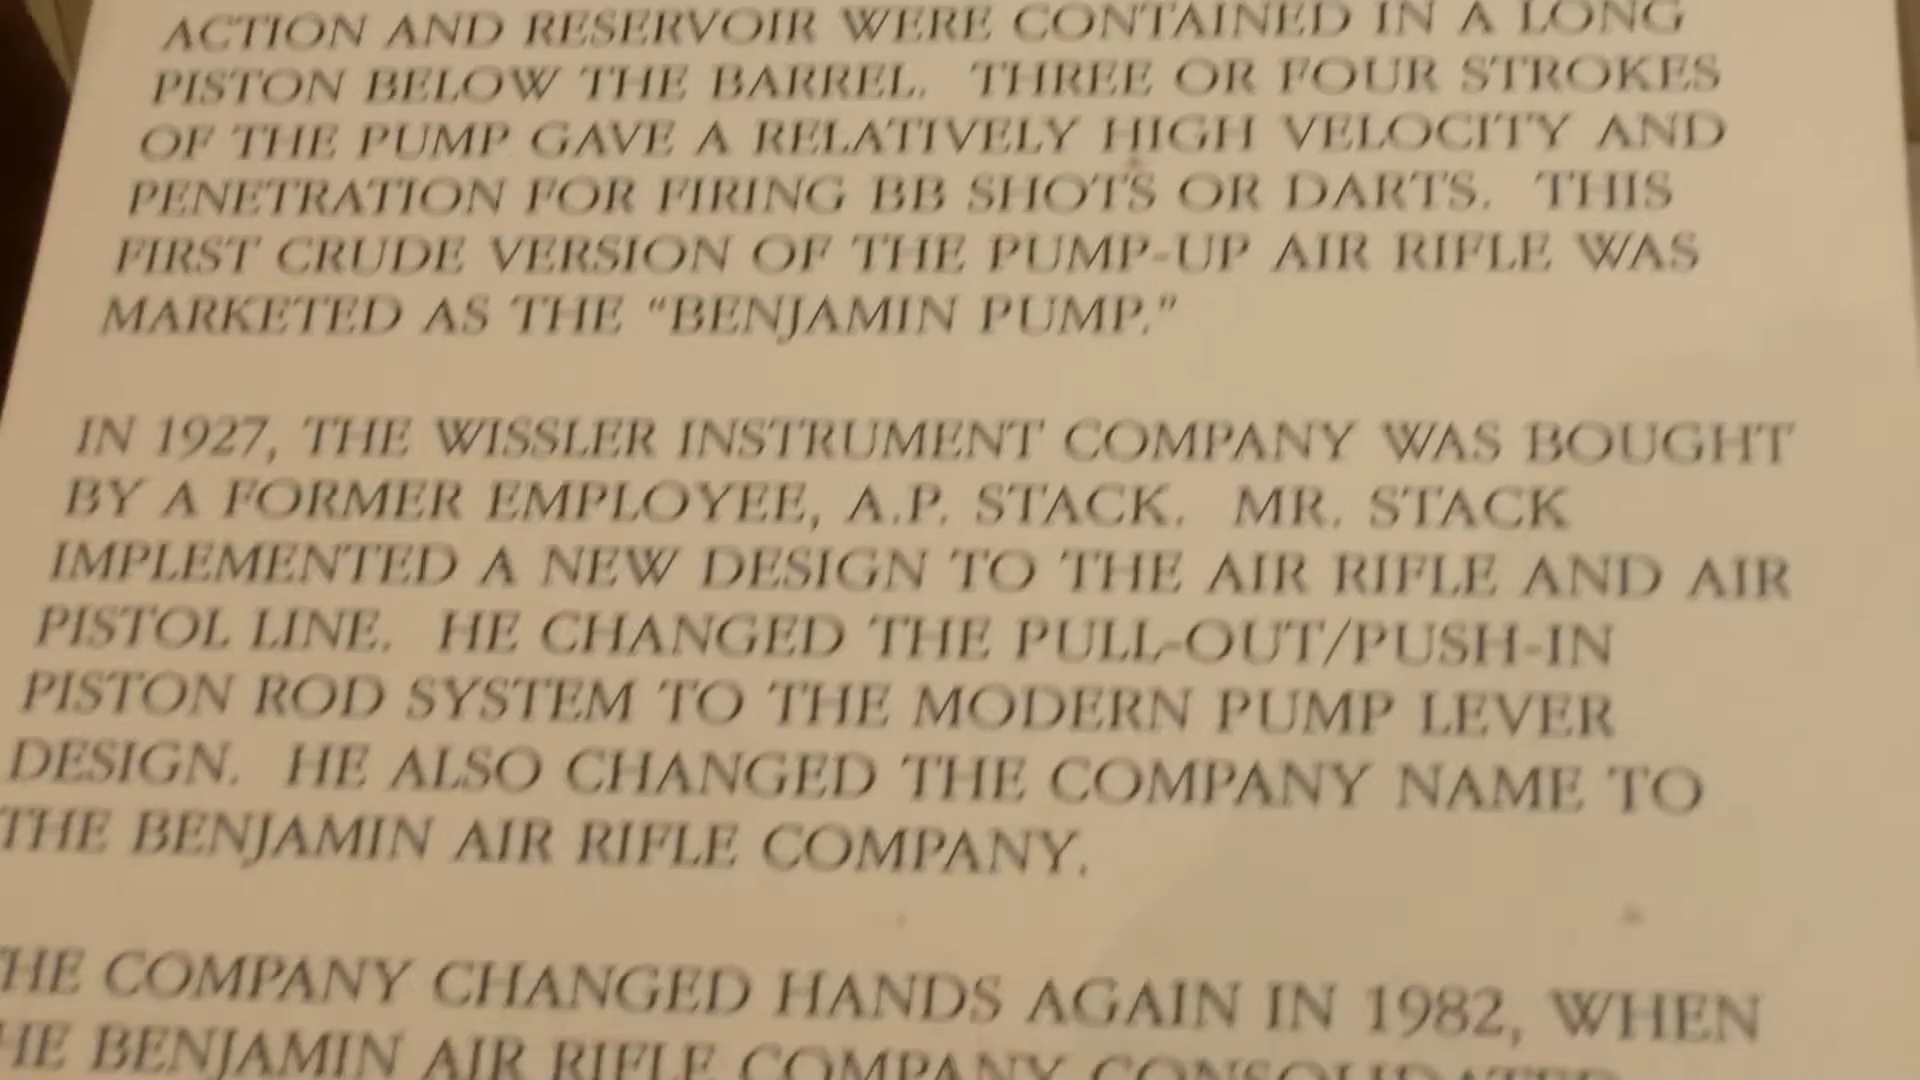 ACTION AND RESERVOIR WERE CONTAINED IN A LONG
PISTON BELOW THE BARREL. THREE OR FOUR STROKES
OF THE PUMP GAVE A RELATIVELY HIGH VELOCITY AND
PENETRATION FOR FIRING BB SHOTS OR DARTS. THIS
FIRST CRUDE VERSION OF THE PUMP-UP AIR RIFLE WAS
MARKETED AS THE “BENJAMIN PUMP.”
IN 1927, THE WISSLER INSTRUMENT COMPANY WAS BOUGHT
BY A FORMER EMPLOYEE, A.P. STACK. MR. STACK
IMPLEMENTED A NEW DESIGN TO THE AIR RIFLE AND AIR
PISTOL LINE. HE CHANGED THE PULL-OUT/PUSH-IN
PISTON ROD SYSTEM TO THE MODERN PUMP LEVER
DESIGN. HE ALSO CHANGED THE COMPANY NAME TO
THE BENJAMIN AIR RIFLE COMPANY.
THE COMPANY CHANGED HANDS AGAIN IN 1982, WHEN
THE BENJAMIN AIR RIFLE COMPANY CONSOLIDATED